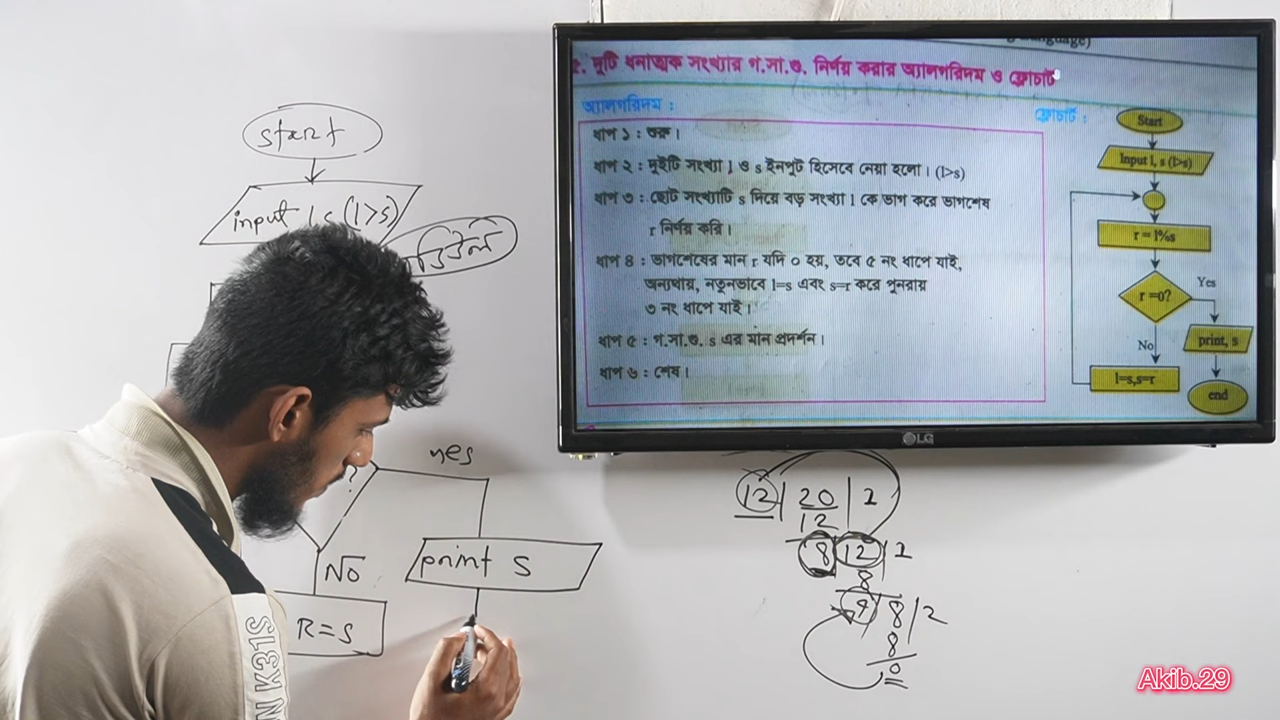 ৫. দুটি ধনাত্মক সংখ্যার গ.সা.গু. নির্ণয় করার অ্যালগরিদম ও ফ্লোচার্ট
অ্যালগরিদম :
ধাপ ১ : শুরু।
ধাপ ২ : দুইটি সংখ্যা l ও s ইনপুট হিসেবে নেয়া হলো। (l>s)
ধাপ ৩ : ছোট সংখ্যাটি s দিয়ে বড় সংখ্যা l কে ভাগ করে ভাগশেষ
r নির্ণয় করি।
ধাপ ৪ : ভাগশেষের মান r যদি ০ হয়, তবে ৫ নং ধাপে যাই,
অন্যথায়, নতুনভাবে l=s এবং s=r করে পুনরায়
৩ নং ধাপে যাই।
ধাপ ৫ : গ.সা.গু. s এর মান প্রদর্শন।
ধাপ ৬ : শেষ।
ফ্লোচার্ট :
Start
Input l, s (l>s)
r = l%s
r =0?
Yes
print, s
No
l=s,s=r
end
LG
start
input l s (l>s)
?
yes
print s
NO
R=s
12 | 20 | 1
12
8 | 12 | 1
8
4 | 8 | 2
8
0
K31S
Akib.29